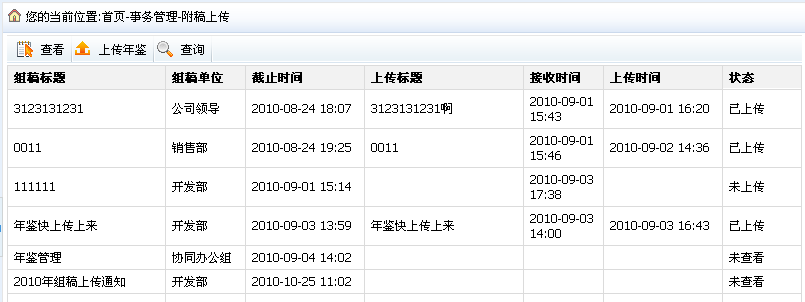 您的当前位置:首页-事务管理-附稿上传
查看 上传年鉴 查询
组稿标题 组稿单位 截止时间 上传标题 接收时间 上传时间 状态
3123131231 公司领导 2010-08-24 18:07 3123131231啊 2010-09-01 15:43 2010-09-01 16:20 已上传
0011 销售部 2010-08-24 19:25 0011 2010-09-01 15:46 2010-09-02 14:36 已上传
111111 开发部 2010-09-01 15:14 2010-09-03 17:38 未上传
年鉴快上传上来 开发部 2010-09-03 13:59 年鉴快上传上来 2010-09-03 14:00 2010-09-03 16:43 已上传
年鉴管理 协同办公组 2010-09-04 14:02 未查看
2010年组稿上传通知 开发部 2010-10-25 11:02 未查看